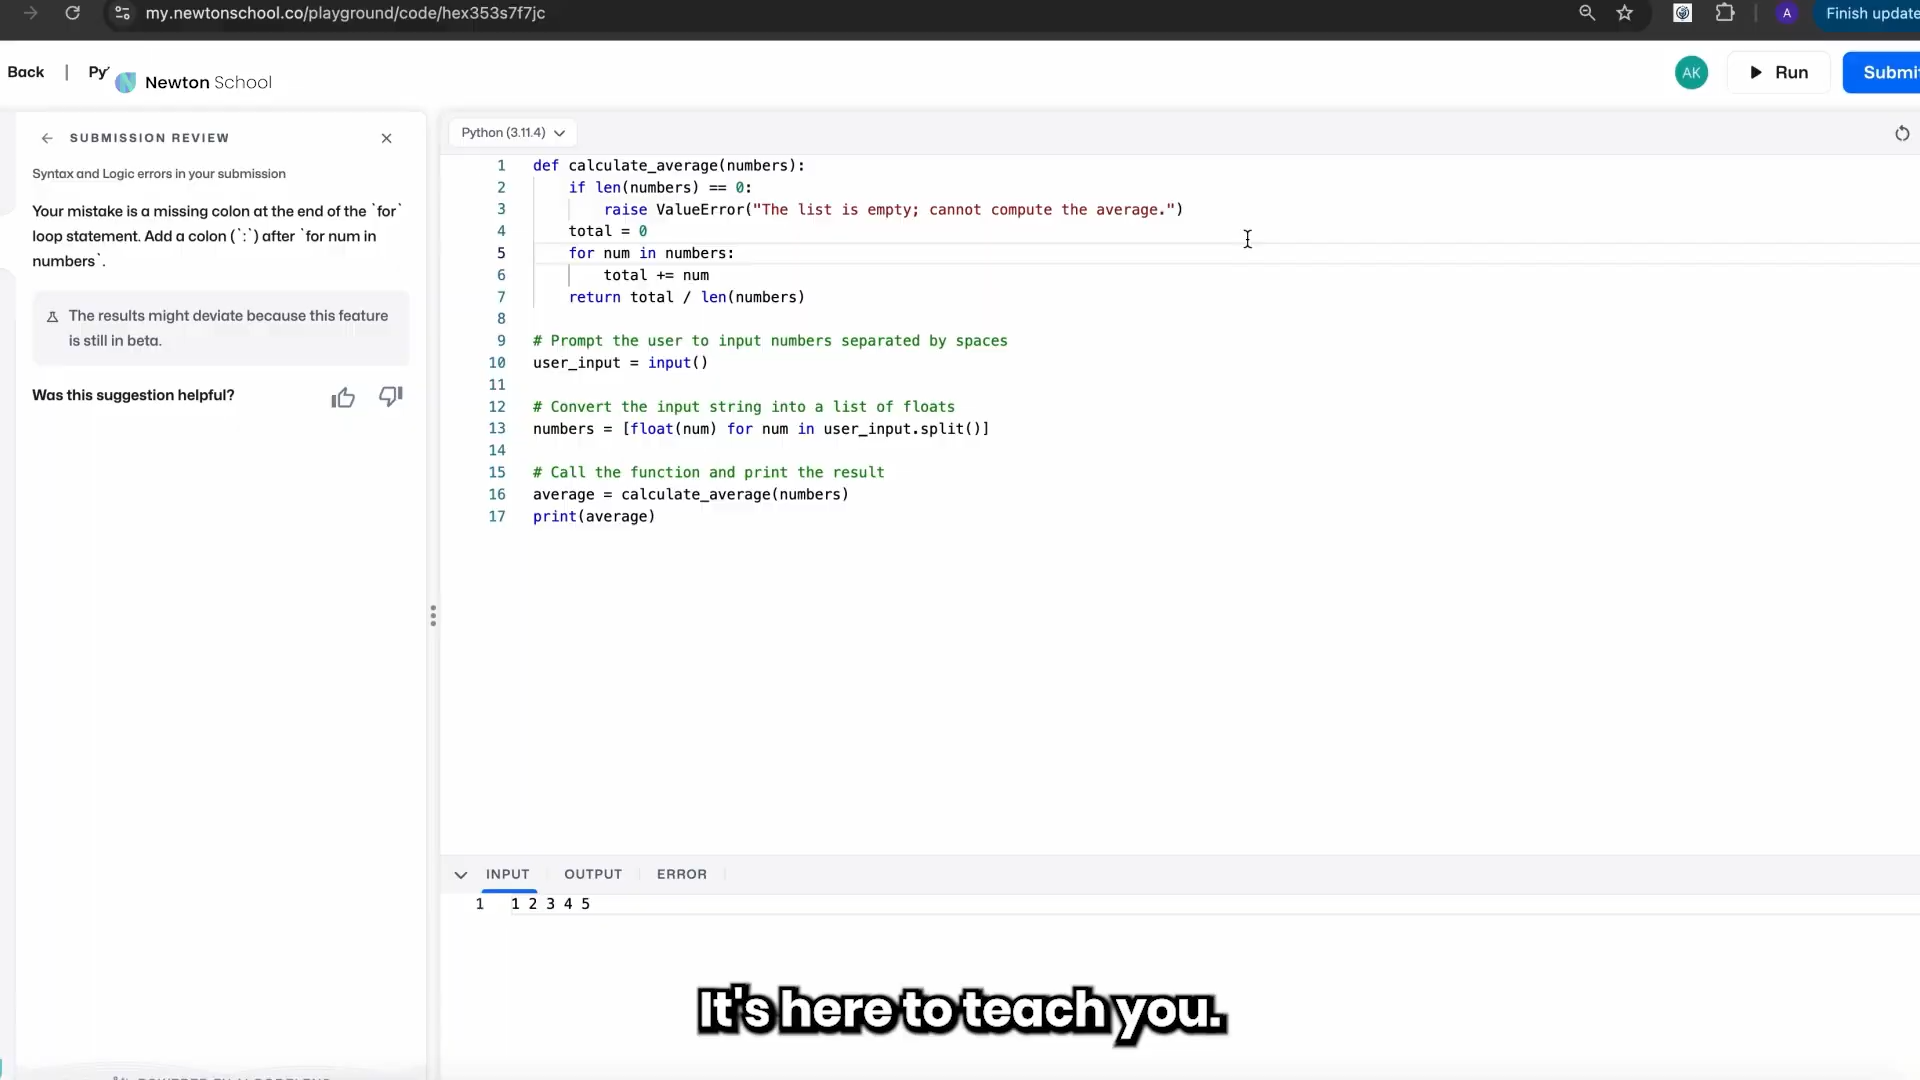 my.newtonschool.co/playground/code/hex353s7f7jc
A
Finish update
Back | Py
Newton School
AK
Run
Submit
SUBMISSION REVIEW
Syntax and Logic errors in your submission
Your mistake is a missing colon at the end of the `for`
loop statement. Add a colon (`:`) after `for num in
numbers`.
The results might deviate because this feature
is still in beta.
Was this suggestion helpful?
Python (3.11.4)
1 def calculate_average(numbers):
2 if len(numbers) == 0:
3 raise ValueError("The list is empty; cannot compute the average.")
4 total = 0
5 for num in numbers:
6 total += num
7 return total / len(numbers)
8
9 # Prompt the user to input numbers separated by spaces
10 user_input = input()
11
12 # Convert the input string into a list of floats
13 numbers = [float(num) for num in user_input.split()]
14
15 # Call the function and print the result
16 average = calculate_average(numbers)
17 print(average)
INPUT OUTPUT ERROR
1 1 2 3 4 5
It's here to teach you.